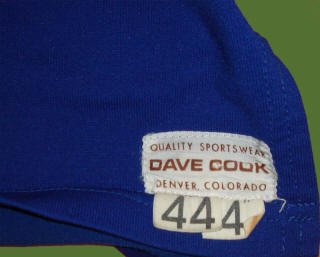 QUALITY SPORTSWEAR
DAVE COOK
DENVER, COLORADO
444